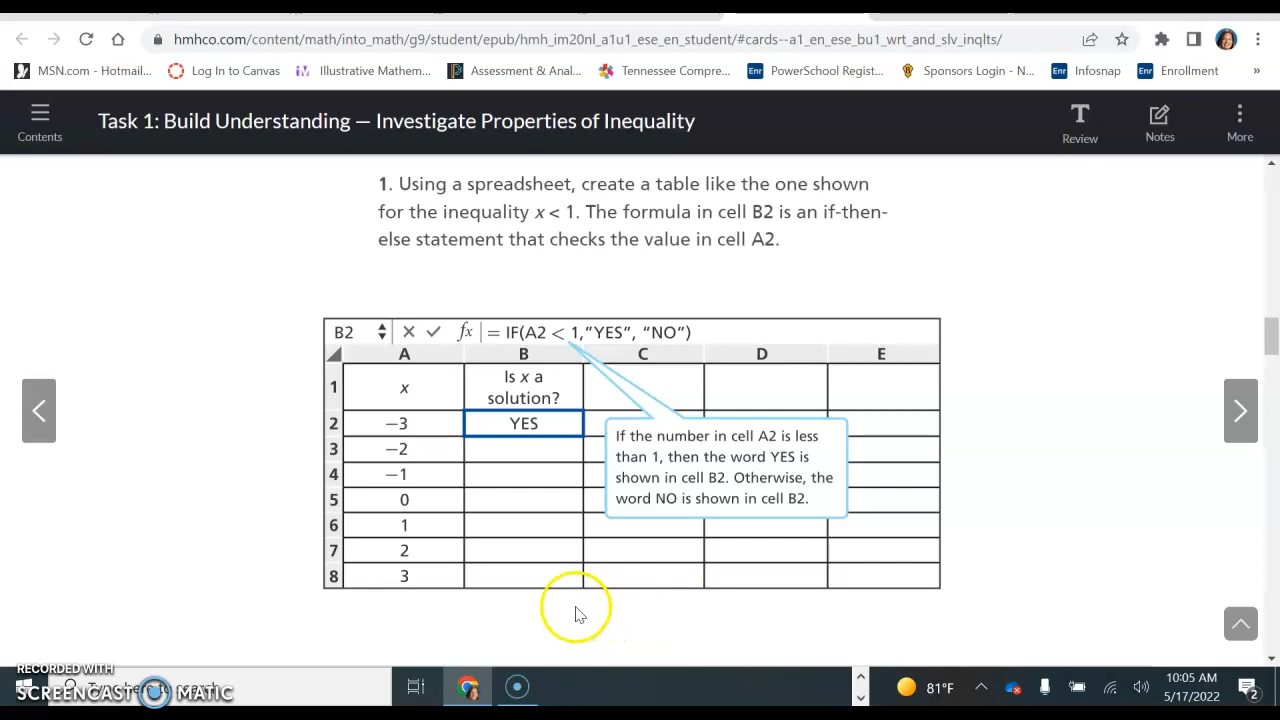 hmhco.com/content/math/into_math/g9/student/epub/hmh_im20nl_a1u1_ese_en_student/#cards--a1_en_ese_bu1_wrt_and_slv_inqlts/
MSN.com - Hotmail... Log In to Canvas Illustrative Mathem... Assessment & Anal... Tennessee Compre... Enr PowerSchool Regist... Sponsors Login - N... Enr Infosnap Enr Enrollment »
Contents Task 1: Build Understanding — Investigate Properties of Inequality T Review Notes More
1. Using a spreadsheet, create a table like the one shown
for the inequality x < 1. The formula in cell B2 is an if-then-
else statement that checks the value in cell A2.
B2 fx = IF(A2 < 1,”YES”, “NO”)
A B C D E
1 x Is x a solution?
2 −3 YES
3 −2
4 −1
5 0
6 1
7 2
8 3
If the number in cell A2 is less
than 1, then the word YES is
shown in cell B2. Otherwise, the
word NO is shown in cell B2.
RECORDED WITH
SCREENCAST MATIC
81°F
10:05 AM
5/17/2022
2